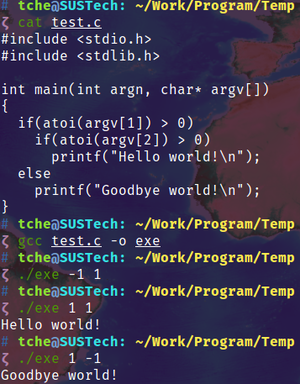 # tche@SUSTech: ~/Work/Program/Temp
ζ cat test.c
#include <stdio.h>
#include <stdlib.h>

int main(int argn, char* argv[])
{
  if(atoi(argv[1]) > 0)
    if(atoi(argv[2]) > 0)
      printf("Hello world!\n");
  else
    printf("Goodbye world!\n");
}
# tche@SUSTech: ~/Work/Program/Temp
ζ gcc test.c -o exe
# tche@SUSTech: ~/Work/Program/Temp
ζ ./exe -1 1
# tche@SUSTech: ~/Work/Program/Temp
ζ ./exe 1 1
Hello world!
# tche@SUSTech: ~/Work/Program/Temp
ζ ./exe 1 -1
Goodbye world!